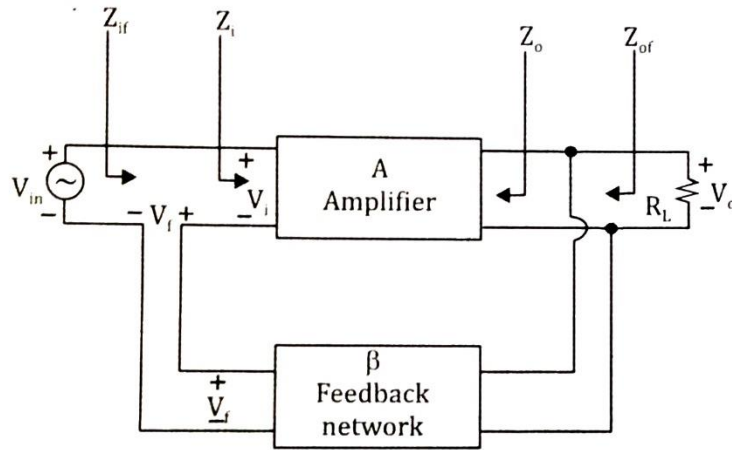 Z_if Z_i
Z_o Z_of
+ + +
V_in A
Amplifier
− − V_f + − V_i R_L − V_o
β
Feedback
network
+
V_f
−